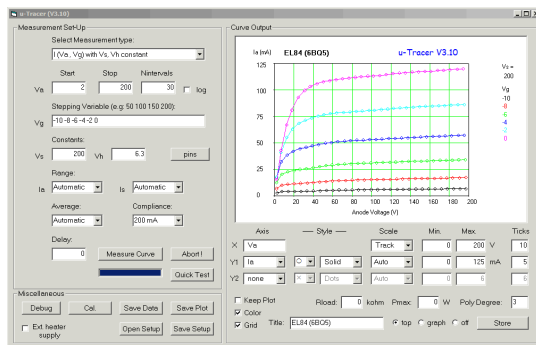 u-Tracer (V3.10)
Measurement Set-Up
Select Measurement type:
I (Va, Vg) with Vs, Vh constant
Start Stop Nintervals
Va 2 200 30 log
Stepping Variable (e.g: 50 100 150 200):
Vg -10 -8 -6 -4 -2 0
Constants:
Vs 200 Vh 6.3 pins
Range:
Ia Automatic Is Automatic
Average: Compliance:
Automatic 200 mA
Delay:
0 Measure Curve Abort!
Quick Test
Miscellaneous
Debug Cal. Save Data Save Plot
Ext heater
supply
Open Setup Save Setup
Curve Output
Ia (mA) EL84 (6BQ5) u-Tracer V3.10
125
100
75
50
25
0
0 20 40 60 80 100 120 140 160 180
Anode Voltage (V)
Vs =
200
Vg
-10
-8
-6
-4
-2
0
Axis Style Scale Min. Max. Ticks
X Va Track 0 200 V 10
Y1 Ia O Solid Auto 0 125 mA 5
Y2 none × Dots Auto 0 6 6
Keep Plot Rload: 0 kohm Pmax: 0 W Poly Degree: 3
Color
Grid Title: EL84 (6BQ5) top graph off Store